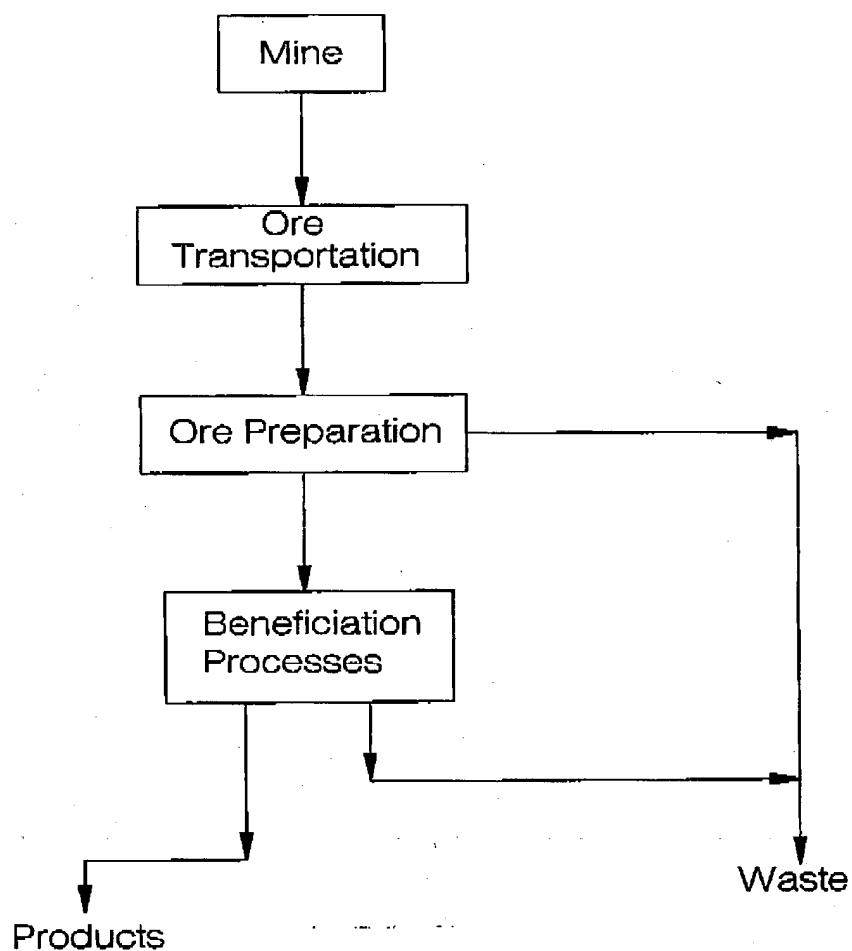 Mine
Ore
Transportation
Ore Preparation
Beneficiation
Processes
Waste
Products